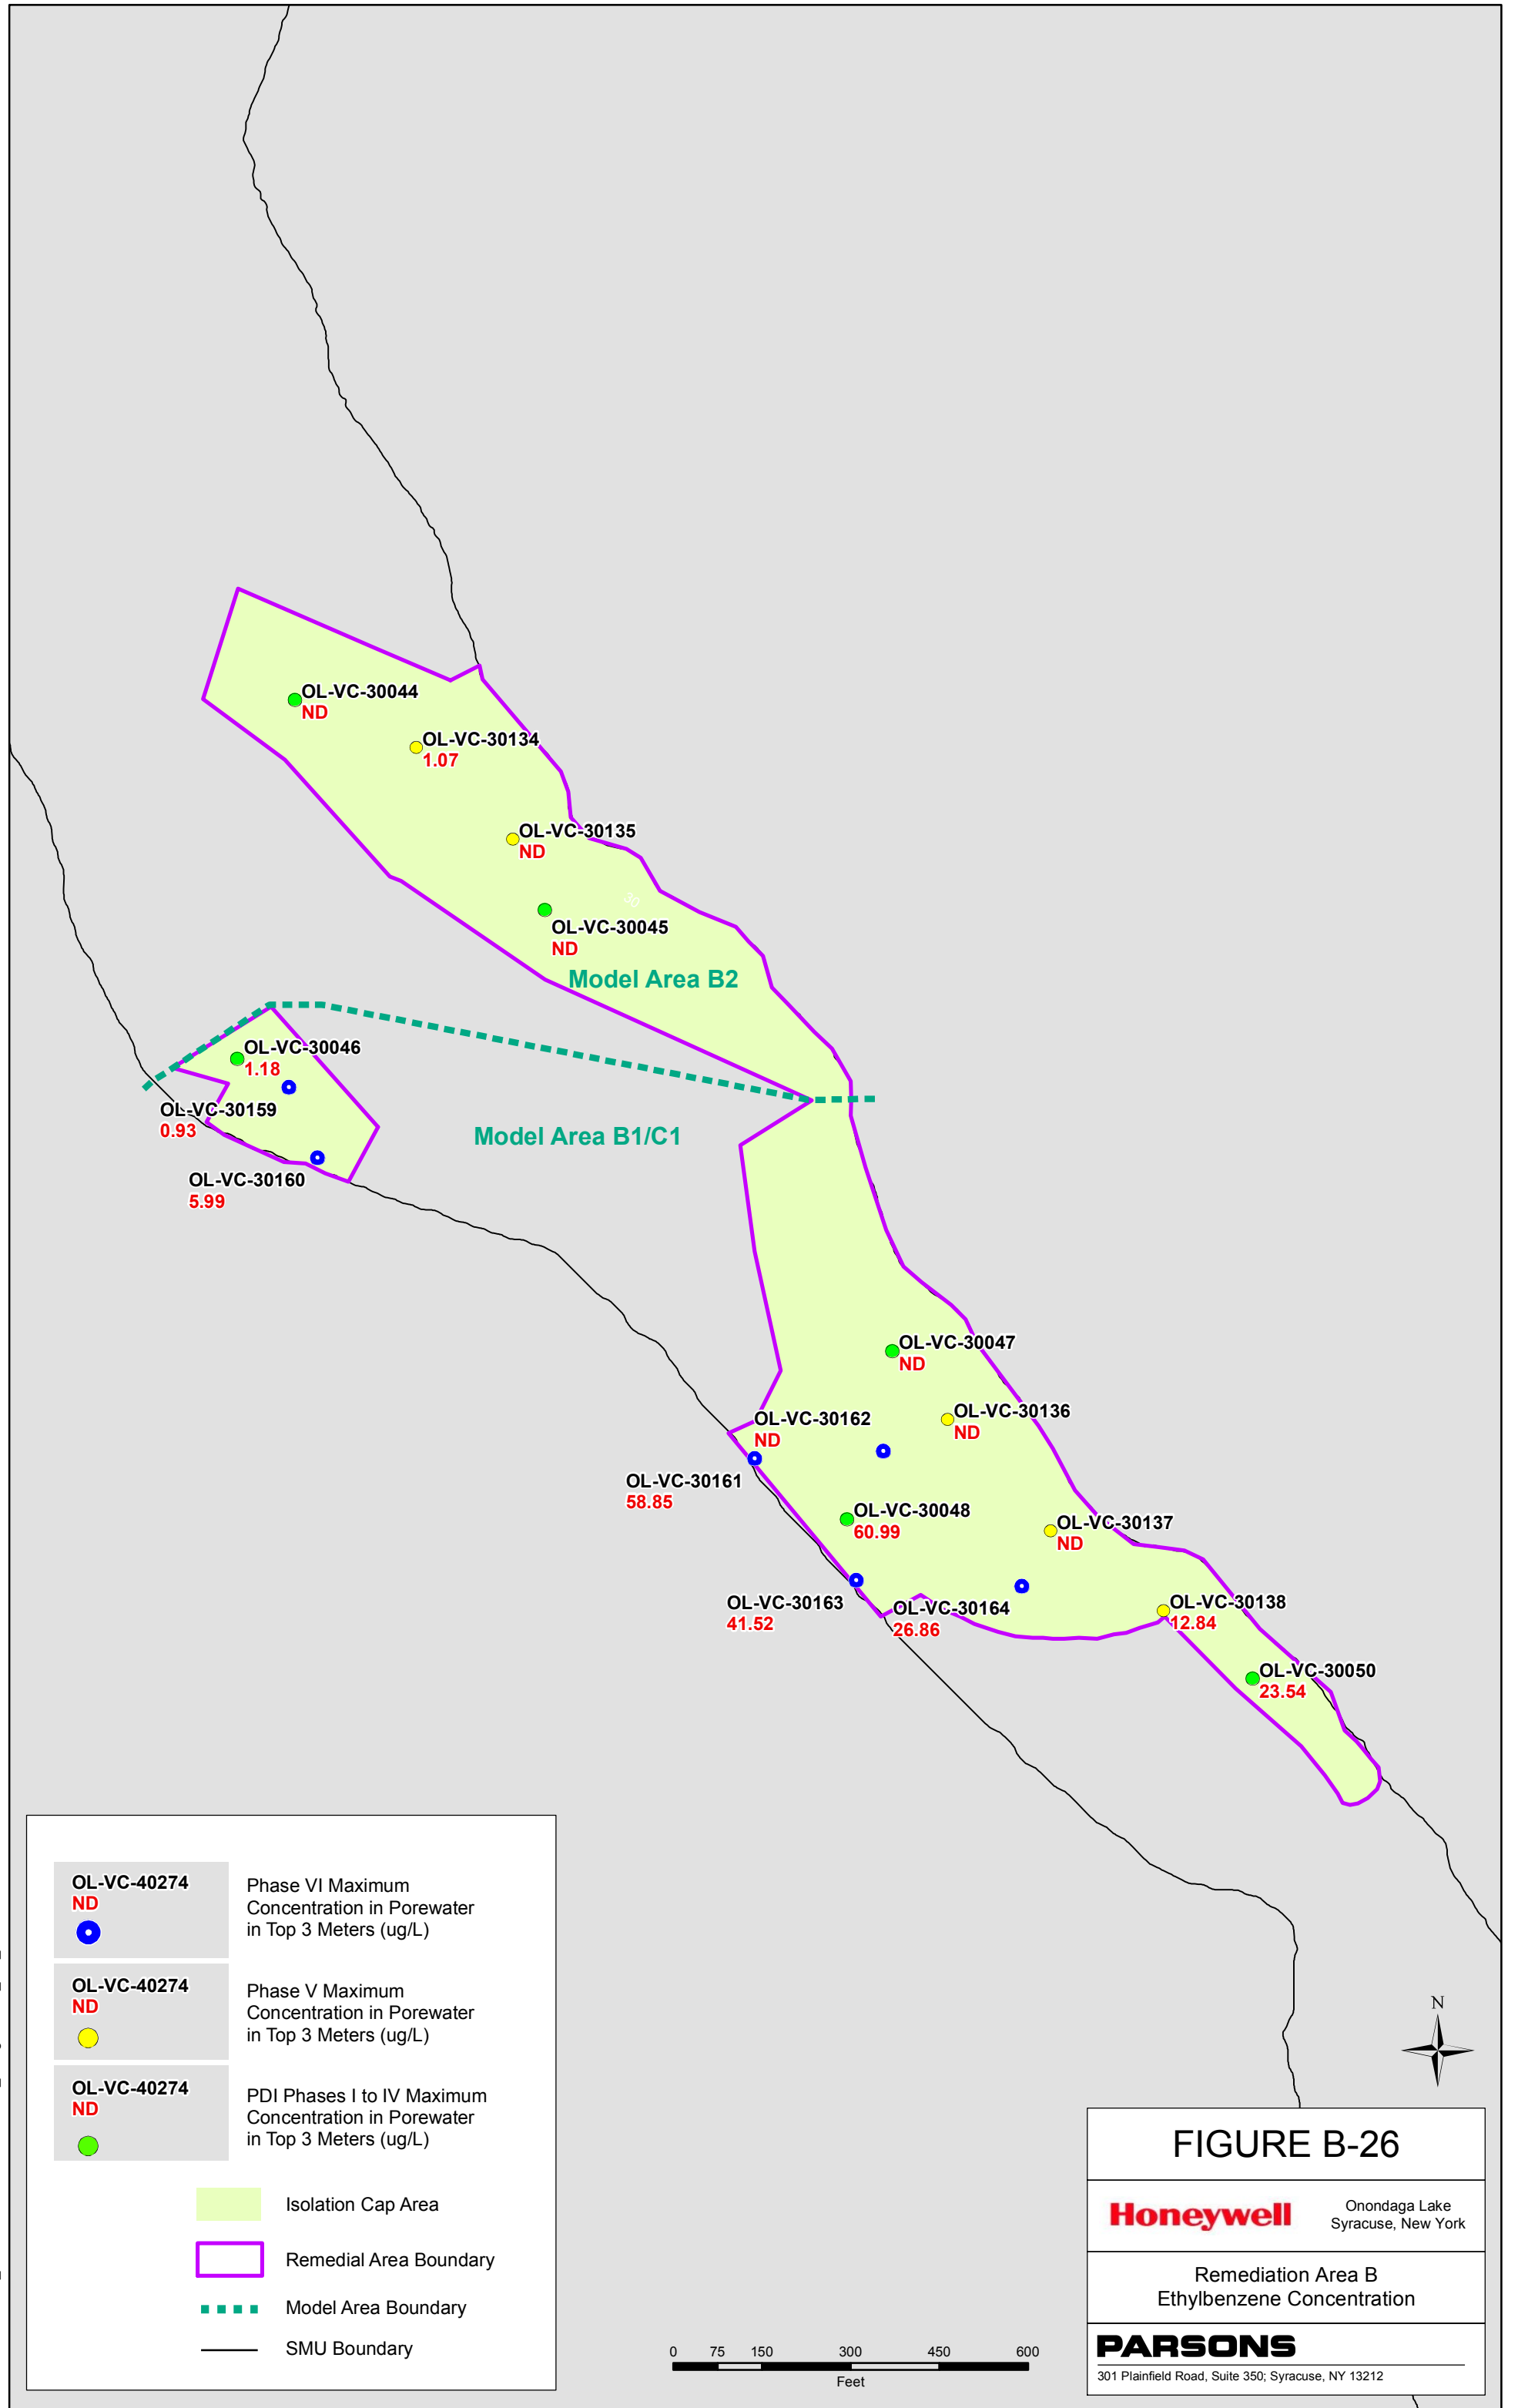 OL-VC-30044
ND
OL-VC-30134
1.07
OL-VC-30135
ND
30
OL-VC-30045
ND
Model Area B2
OL-VC-30046
1.18
OL-VC-30159
0.93
Model Area B1/C1
OL-VC-30160
5.99
OL-VC-30047
ND
OL-VC-30136
ND
OL-VC-30162
ND
OL-VC-30161
58.85
OL-VC-30048
60.99
OL-VC-30137
ND
OL-VC-30163
41.52
OL-VC-30164
26.86
OL-VC-30138
12.84
OL-VC-30050
23.54
OL-VC-40274
ND
Phase VI Maximum
Concentration in Porewater
in Top 3 Meters (ug/L)
OL-VC-40274
ND
Phase V Maximum
Concentration in Porewater
in Top 3 Meters (ug/L)
OL-VC-40274
ND
PDI Phases I to IV Maximum
Concentration in Porewater
in Top 3 Meters (ug/L)
Isolation Cap Area
Remedial Area Boundary
Model Area Boundary
SMU Boundary
0 75 150 300 450 600
Feet
N
FIGURE B-26
Honeywell
Onondaga Lake
Syracuse, New York
Remediation Area B
Ethylbenzene Concentration
PARSONS
301 Plainfield Road, Suite 350; Syracuse, NY 13212